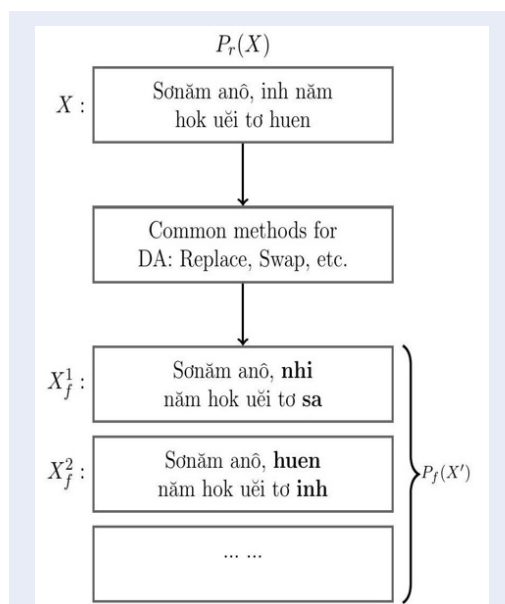 P_r(X)
X :
Sơnăm anô, inh năm
hok uĕi tơ huen
Common methods for
DA: Replace, Swap, etc.
X_f^1 :
Sơnăm anô, nhi
năm hok uĕi tơ sa
X_f^2 :
Sơnăm anô, huen
năm hok uĕi tơ inh
P_f(X')
... ...